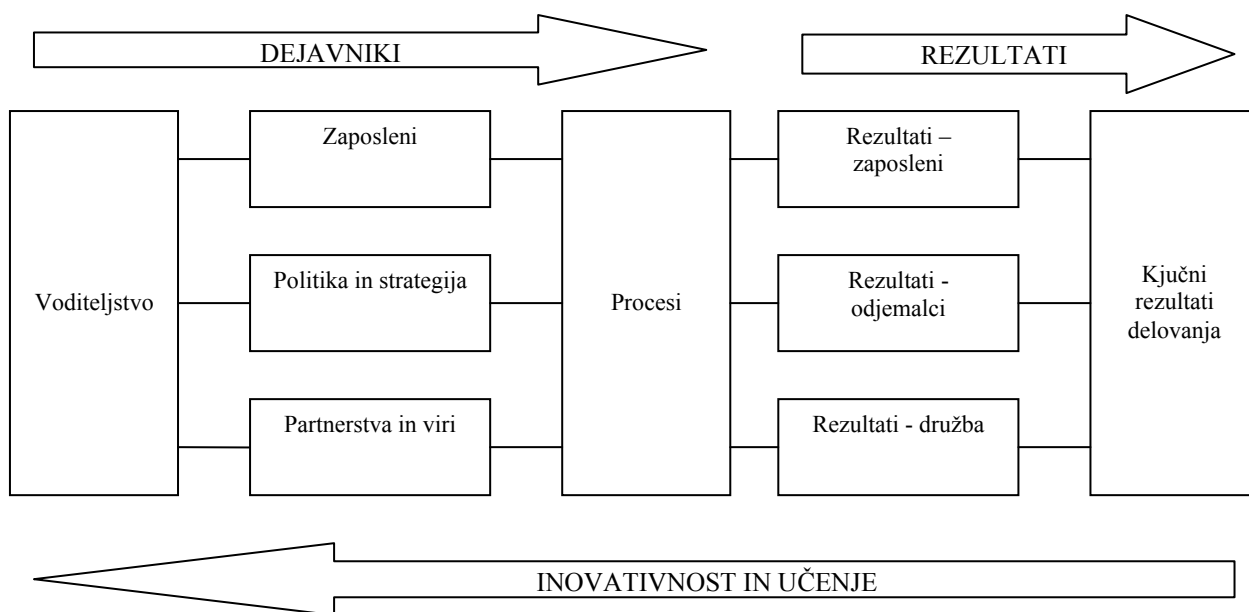 DEJAVNIKI
REZULTATI
Voditeljstvo
Zaposleni
Politika in strategija
Partnerstva in viri
Procesi
Rezultati –
zaposleni
Rezultati -
odjemalci
Rezultati - družba
Kjučni
rezultati
delovanja
INOVATIVNOST IN UČENJE